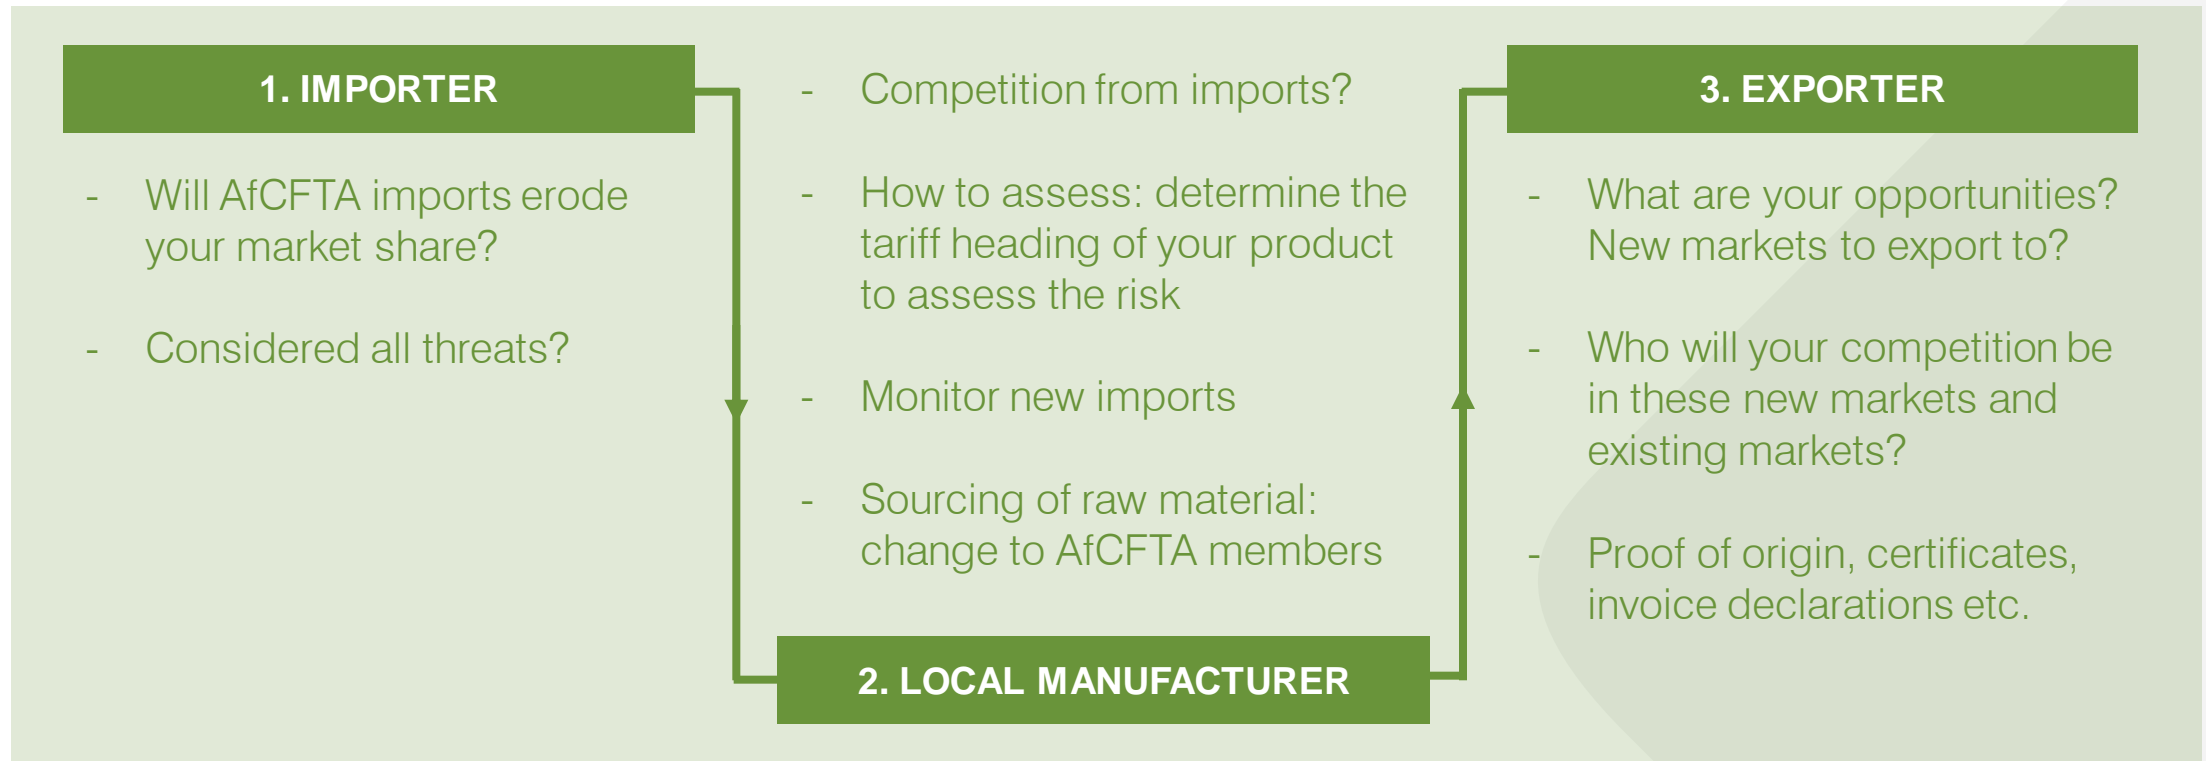 1. IMPORTER
- Will AfCFTA imports erode
your market share?
- Considered all threats?
- Competition from imports?
- How to assess: determine the
tariff heading of your product
to assess the risk
- Monitor new imports
- Sourcing of raw material:
change to AfCFTA members
2. LOCAL MANUFACTURER
3. EXPORTER
- What are your opportunities?
New markets to export to?
- Who will your competition be
in these new markets and
existing markets?
- Proof of origin, certificates,
invoice declarations etc.